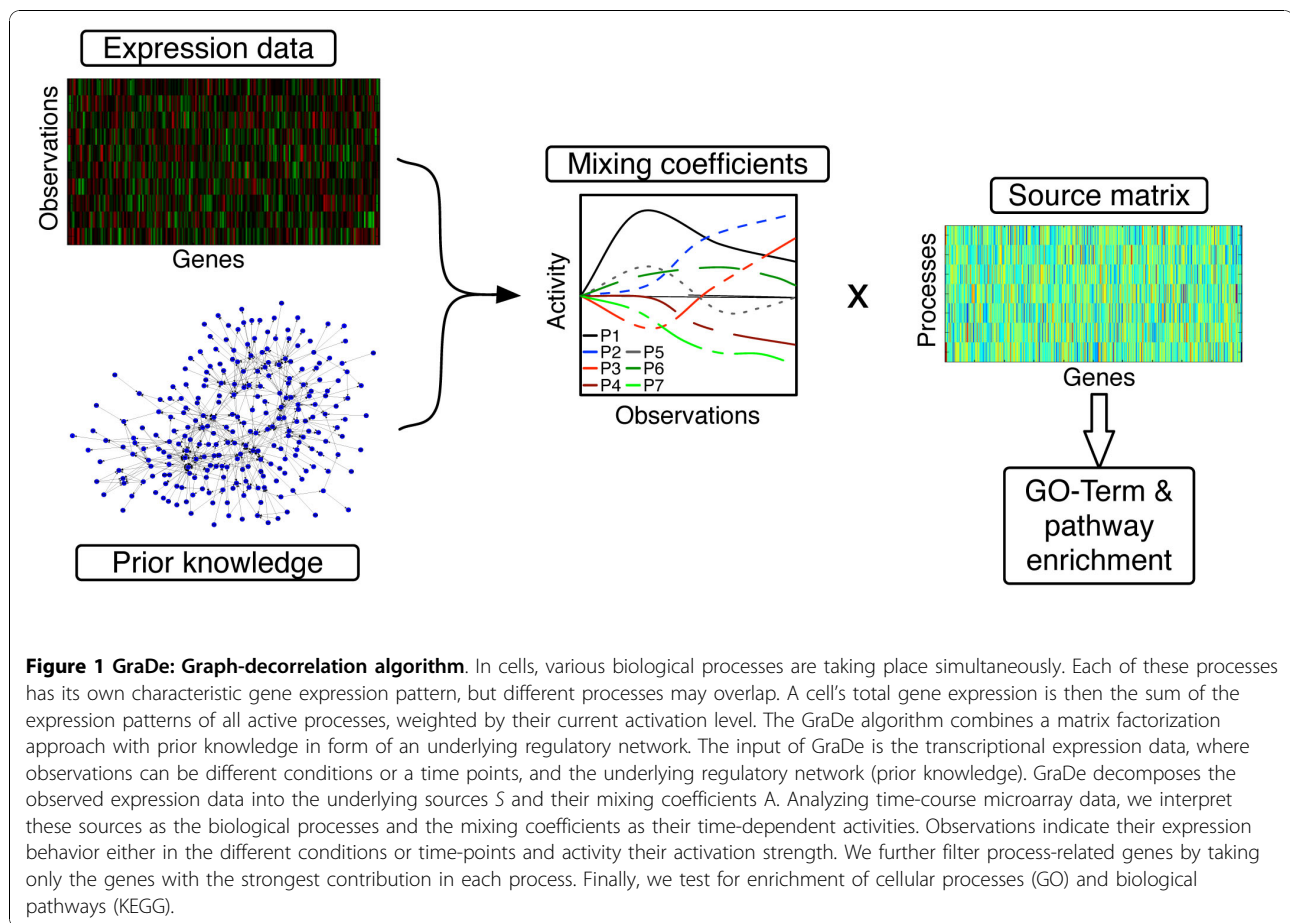 Expression data
Observations
Genes
Prior knowledge
Mixing coefficients
Activity
P1
P2
P3
P4
P5
P6
P7
Observations
X
Source matrix
Processes
Genes
GO-Term &
pathway
enrichment
Figure 1 GraDe: Graph-decorrelation algorithm. In cells, various biological processes are taking place simultaneously. Each of these processes
has its own characteristic gene expression pattern, but different processes may overlap. A cell's total gene expression is then the sum of the
expression patterns of all active processes, weighted by their current activation level. The GraDe algorithm combines a matrix factorization
approach with prior knowledge in form of an underlying regulatory network. The input of GraDe is the transcriptional expression data, where
observations can be different conditions or a time points, and the underlying regulatory network (prior knowledge). GraDe decomposes the
observed expression data into the underlying sources S and their mixing coefficients A. Analyzing time-course microarray data, we interpret
these sources as the biological processes and the mixing coefficients as their time-dependent activities. Observations indicate their expression
behavior either in the different conditions or time-points and activity their activation strength. We further filter process-related genes by taking
only the genes with the strongest contribution in each process. Finally, we test for enrichment of cellular processes (GO) and biological
pathways (KEGG).